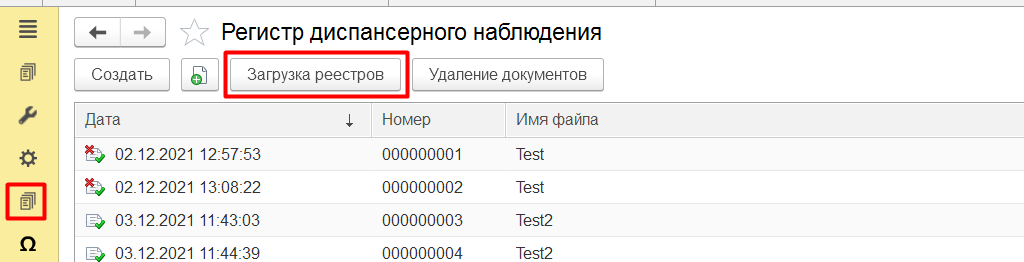 Регистр диспансерного наблюдения
Создать Загрузка реестров Удаление документов
Дата ↓ Номер Имя файла
02.12.2021 12:57:53 000000001 Test
02.12.2021 13:08:22 000000002 Test
03.12.2021 11:43:03 000000003 Test2
03.12.2021 11:44:39 000000004 Test2
Ω